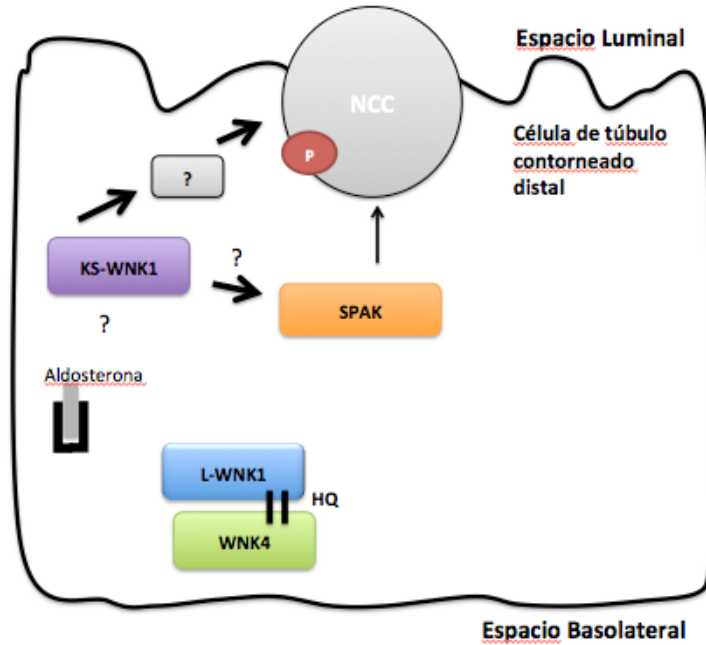 Espacio Luminal
NCC
Célula de túbulo
contorneado
distal
P
?
KS-WNK1
?
SPAK
?
Aldosterona
L-WNK1
HQ
WNK4
Espacio Basolateral